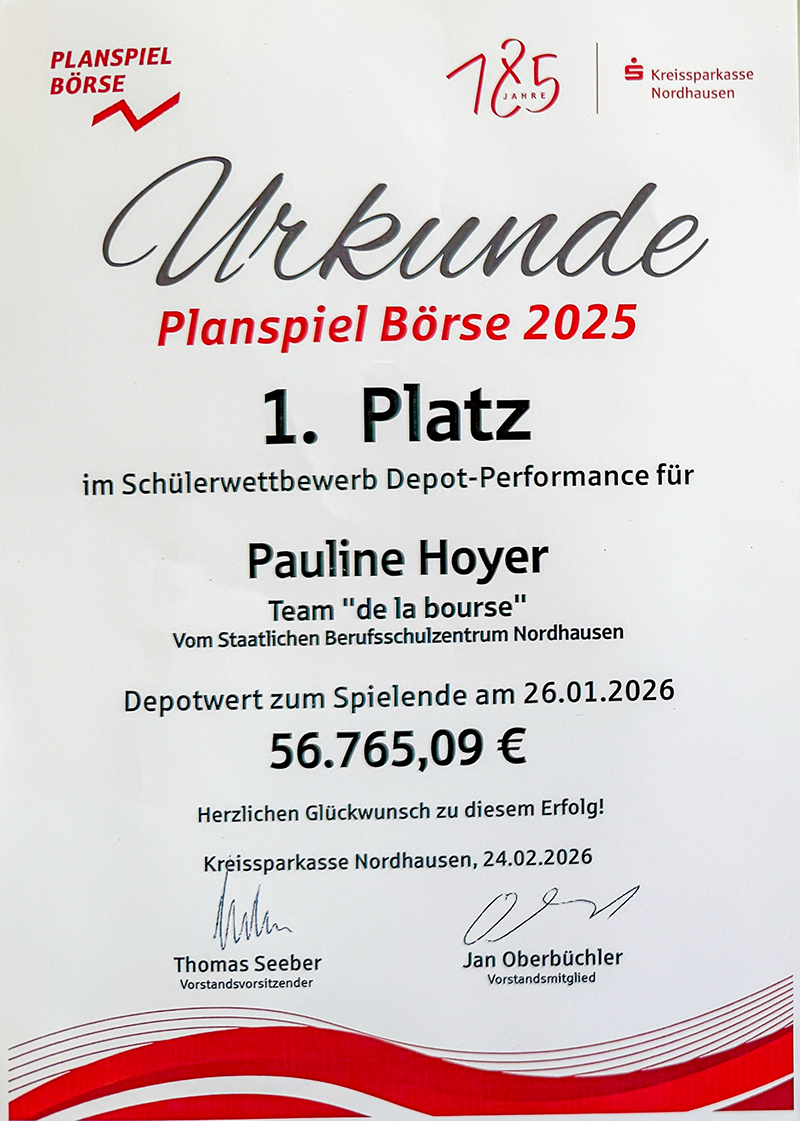 PLANSPIEL
BÖRSE
185
JAHRE
Kreissparkasse
Nordhausen
Urkunde
Planspiel Börse 2025
1. Platz
im Schülerwettbewerb Depot-Performance für
Pauline Hoyer
Team "de la bourse"
Vom Staatlichen Berufsschulzentrum Nordhausen
Depotwert zum Spielende am 26.01.2026
56.765,09 €
Herzlichen Glückwunsch zu diesem Erfolg!
Kreissparkasse Nordhausen, 24.02.2026
Thomas Seeber
Vorstandsvorsitzender
Jan Oberbüchler
Vorstandsmitglied